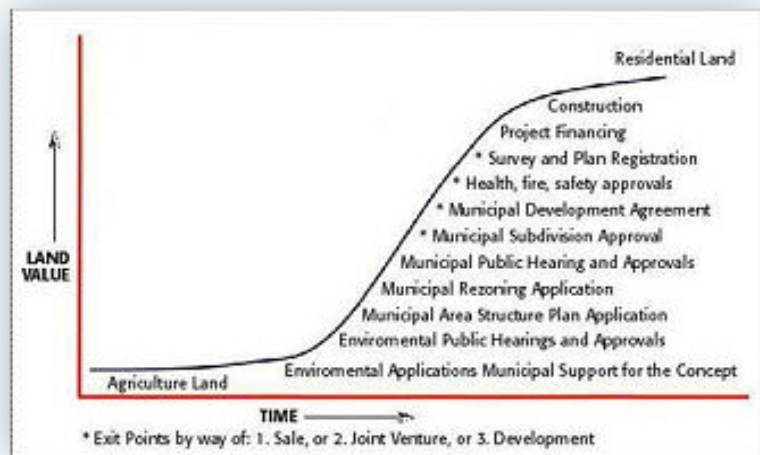 Residential Land
Construction
Project Financing
* Survey and Plan Registration
* Health, fire, safety approvals
* Municipal Development Agreement
* Municipal Subdivision Approval
Municipal Public Hearing and Approvals
Municipal Rezoning Application
Municipal Area Structure Plan Application
Enviromental Public Hearings and Approvals
Enviromental Applications Municipal Support for the Concept
Agriculture Land
LAND
VALUE
TIME
* Exit Points by way of: 1. Sale, or 2. Joint Venture, or 3. Development